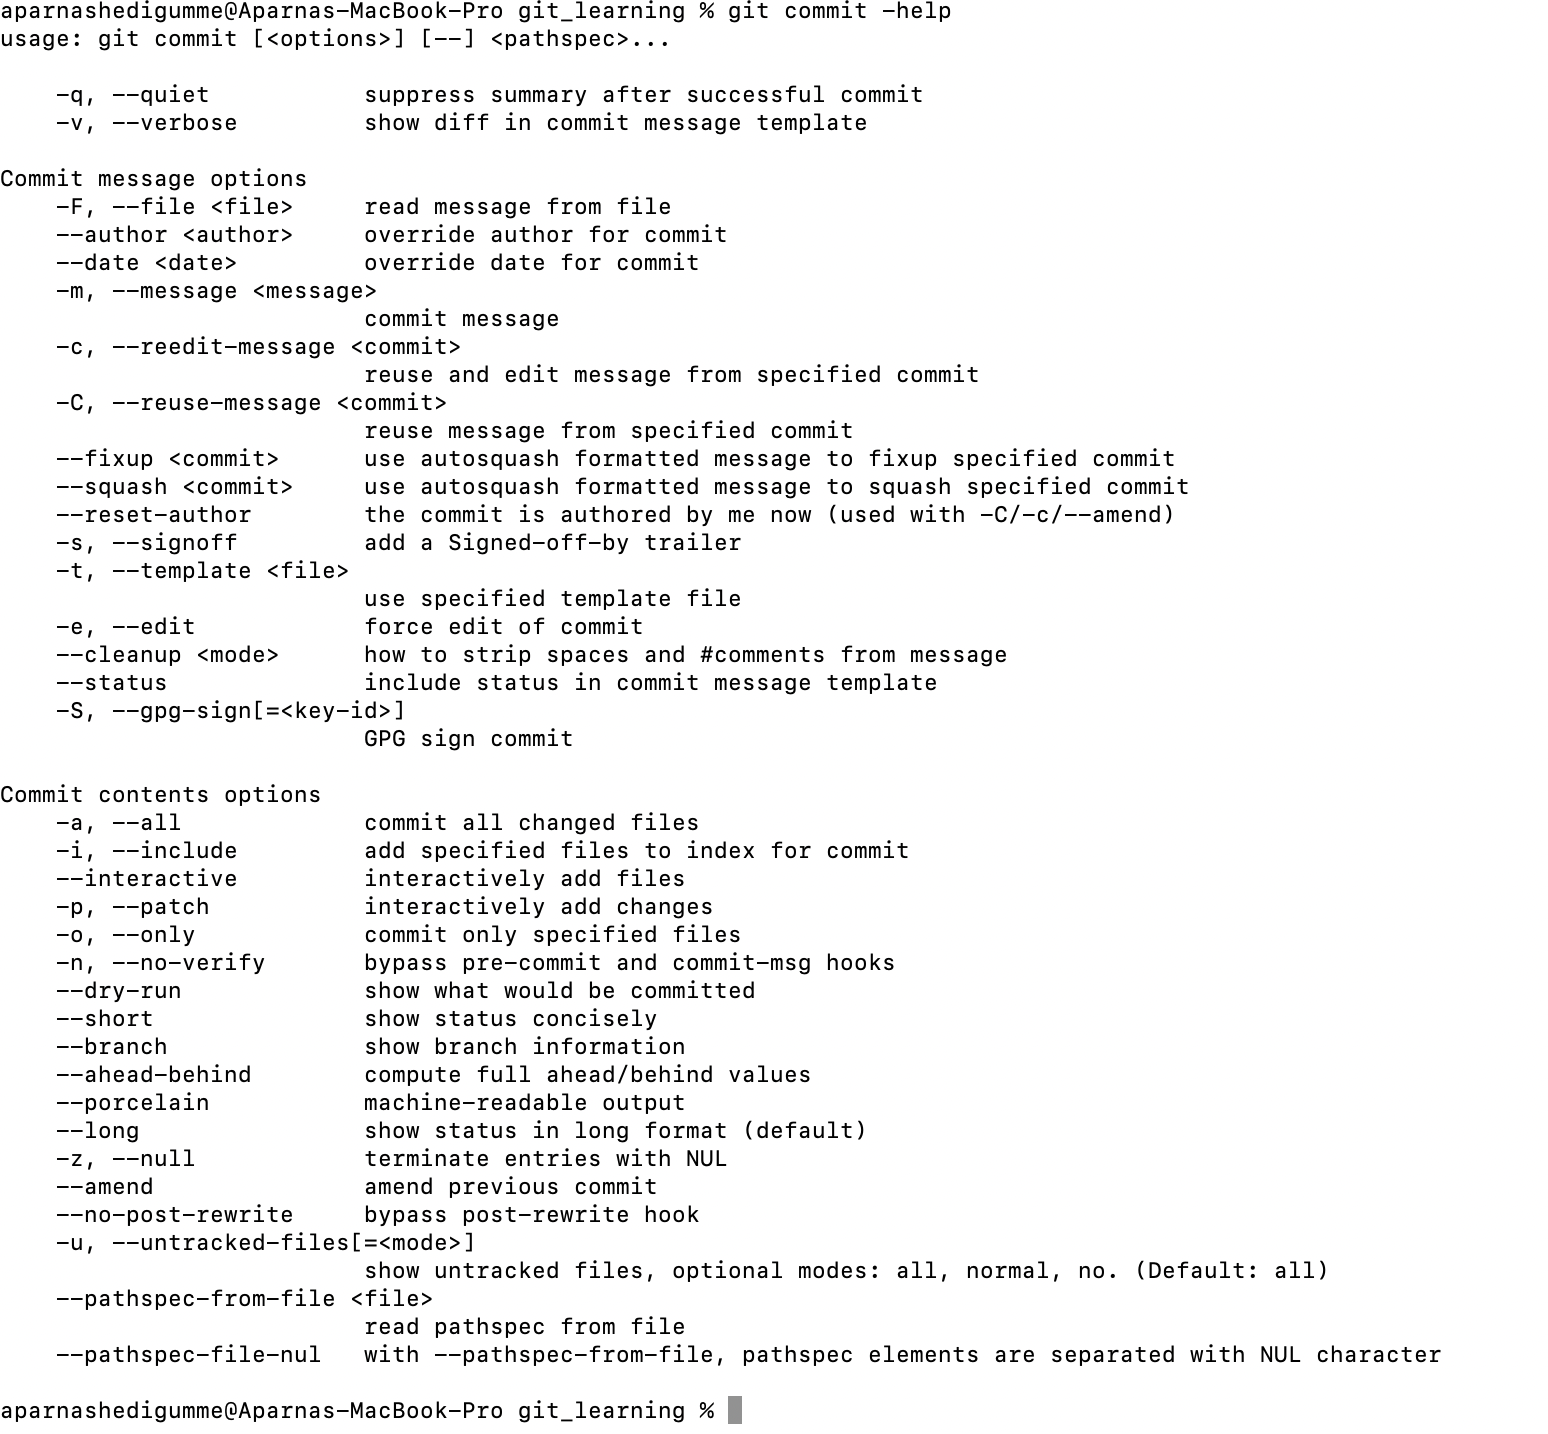 aparnashedigumme@Aparnas-MacBook-Pro git_learning % git commit -help
usage: git commit [<options>] [--] <pathspec>...
-q, --quiet suppress summary after successful commit
-v, --verbose show diff in commit message template
Commit message options
-F, --file <file> read message from file
--author <author> override author for commit
--date <date> override date for commit
-m, --message <message>
commit message
-c, --reedit-message <commit>
reuse and edit message from specified commit
-C, --reuse-message <commit>
reuse message from specified commit
--fixup <commit> use autosquash formatted message to fixup specified commit
--squash <commit> use autosquash formatted message to squash specified commit
--reset-author the commit is authored by me now (used with -C/-c/--amend)
-s, --signoff add a Signed-off-by trailer
-t, --template <file>
use specified template file
-e, --edit force edit of commit
--cleanup <mode> how to strip spaces and #comments from message
--status include status in commit message template
-S, --gpg-sign[=<key-id>]
GPG sign commit
Commit contents options
-a, --all commit all changed files
-i, --include add specified files to index for commit
--interactive interactively add files
-p, --patch interactively add changes
-o, --only commit only specified files
-n, --no-verify bypass pre-commit and commit-msg hooks
--dry-run show what would be committed
--short show status concisely
--branch show branch information
--ahead-behind compute full ahead/behind values
--porcelain machine-readable output
--long show status in long format (default)
-z, --null terminate entries with NUL
--amend amend previous commit
--no-post-rewrite bypass post-rewrite hook
-u, --untracked-files[=<mode>]
show untracked files, optional modes: all, normal, no. (Default: all)
--pathspec-from-file <file>
read pathspec from file
--pathspec-file-nul with --pathspec-from-file, pathspec elements are separated with NUL character
aparnashedigumme@Aparnas-MacBook-Pro git_learning %